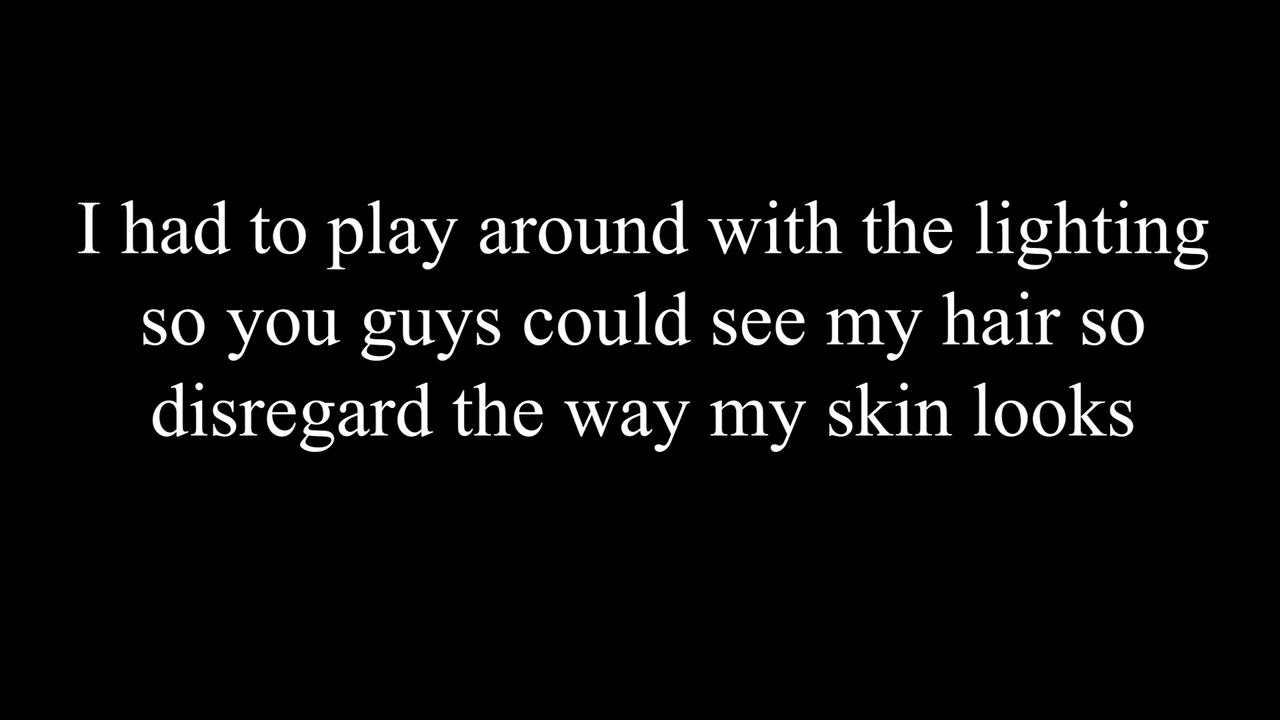 I had to play around with the lighting
so you guys could see my hair so
disregard the way my skin looks